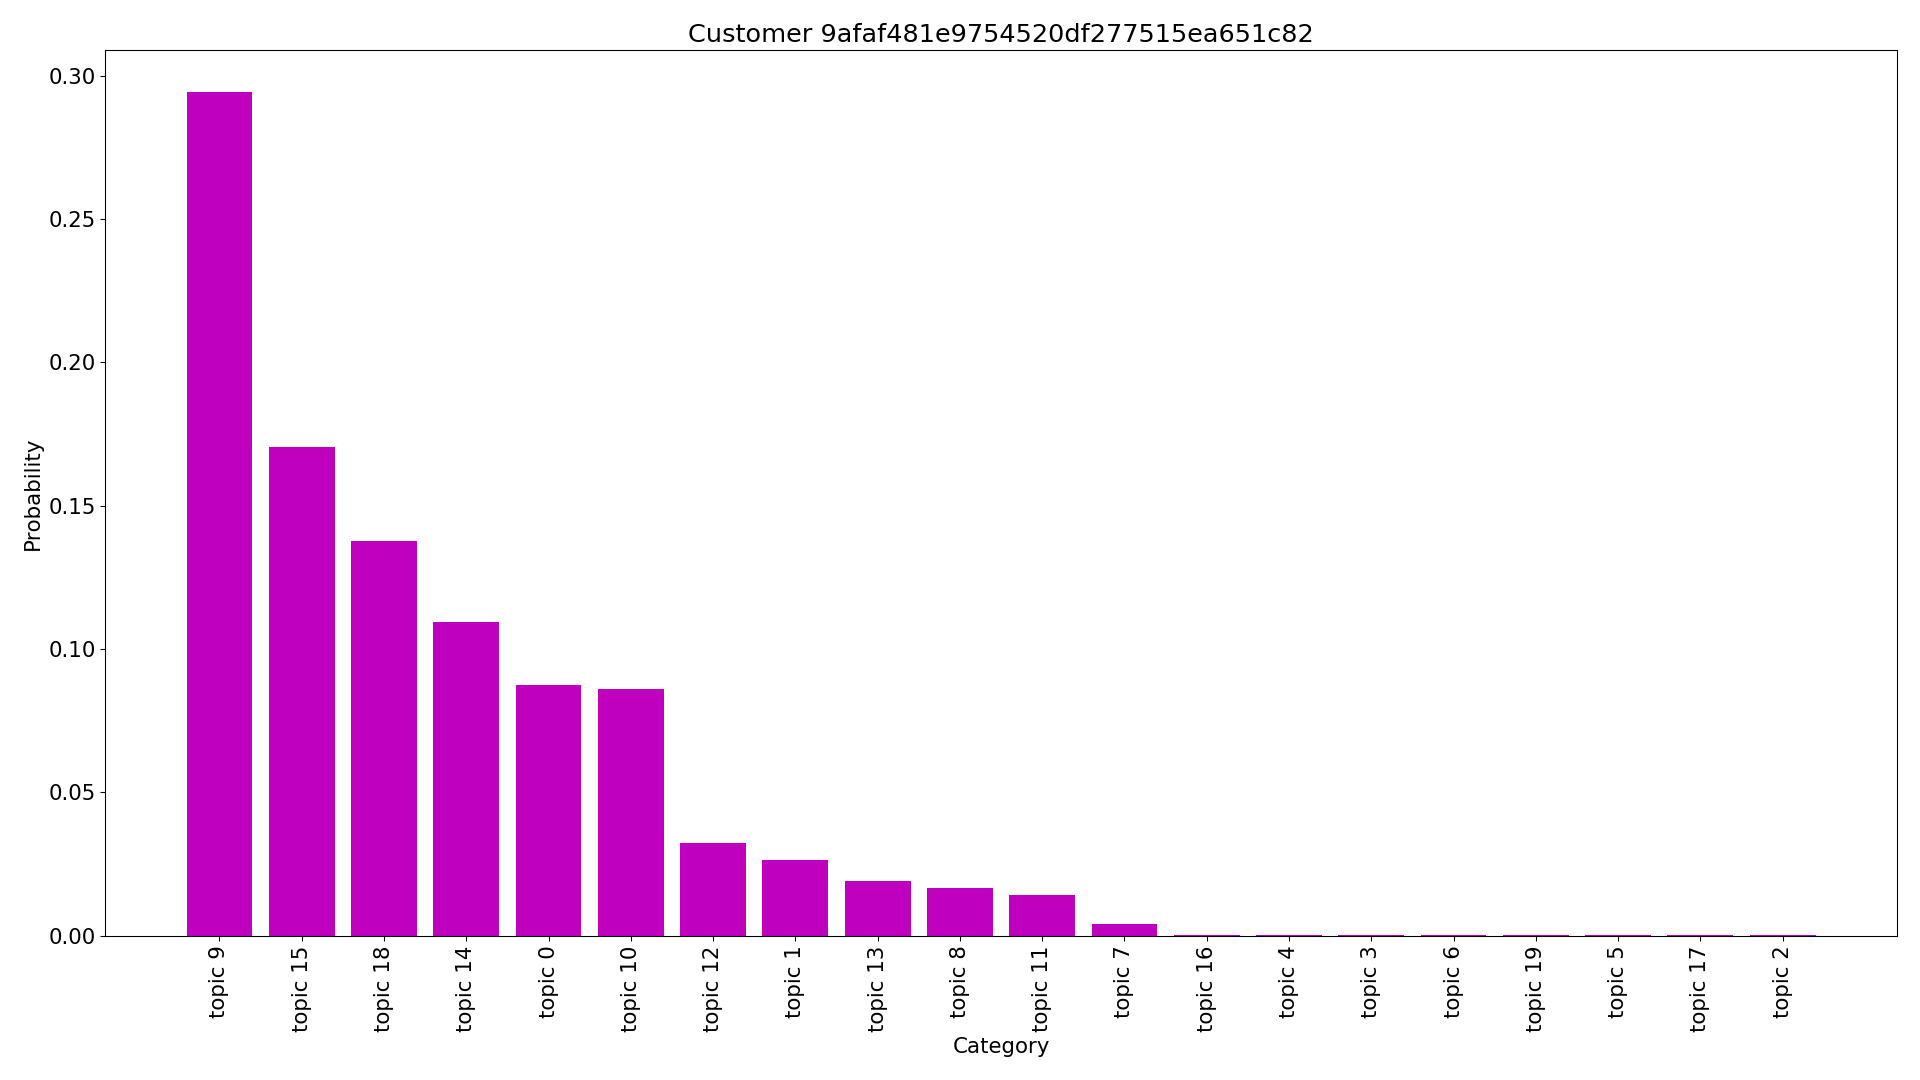 Customer 9afaf481e9754520df277515ea651c82
0.30
0.25
0.20
0.15
0.10
0.05
0.00
Probability
topic 9
topic 15
topic 18
topic 14
topic 0
topic 10
topic 12
topic 1
topic 13
topic 8
topic 11
topic 7
topic 16
topic 4
topic 3
topic 6
topic 19
topic 5
topic 17
topic 2
Category